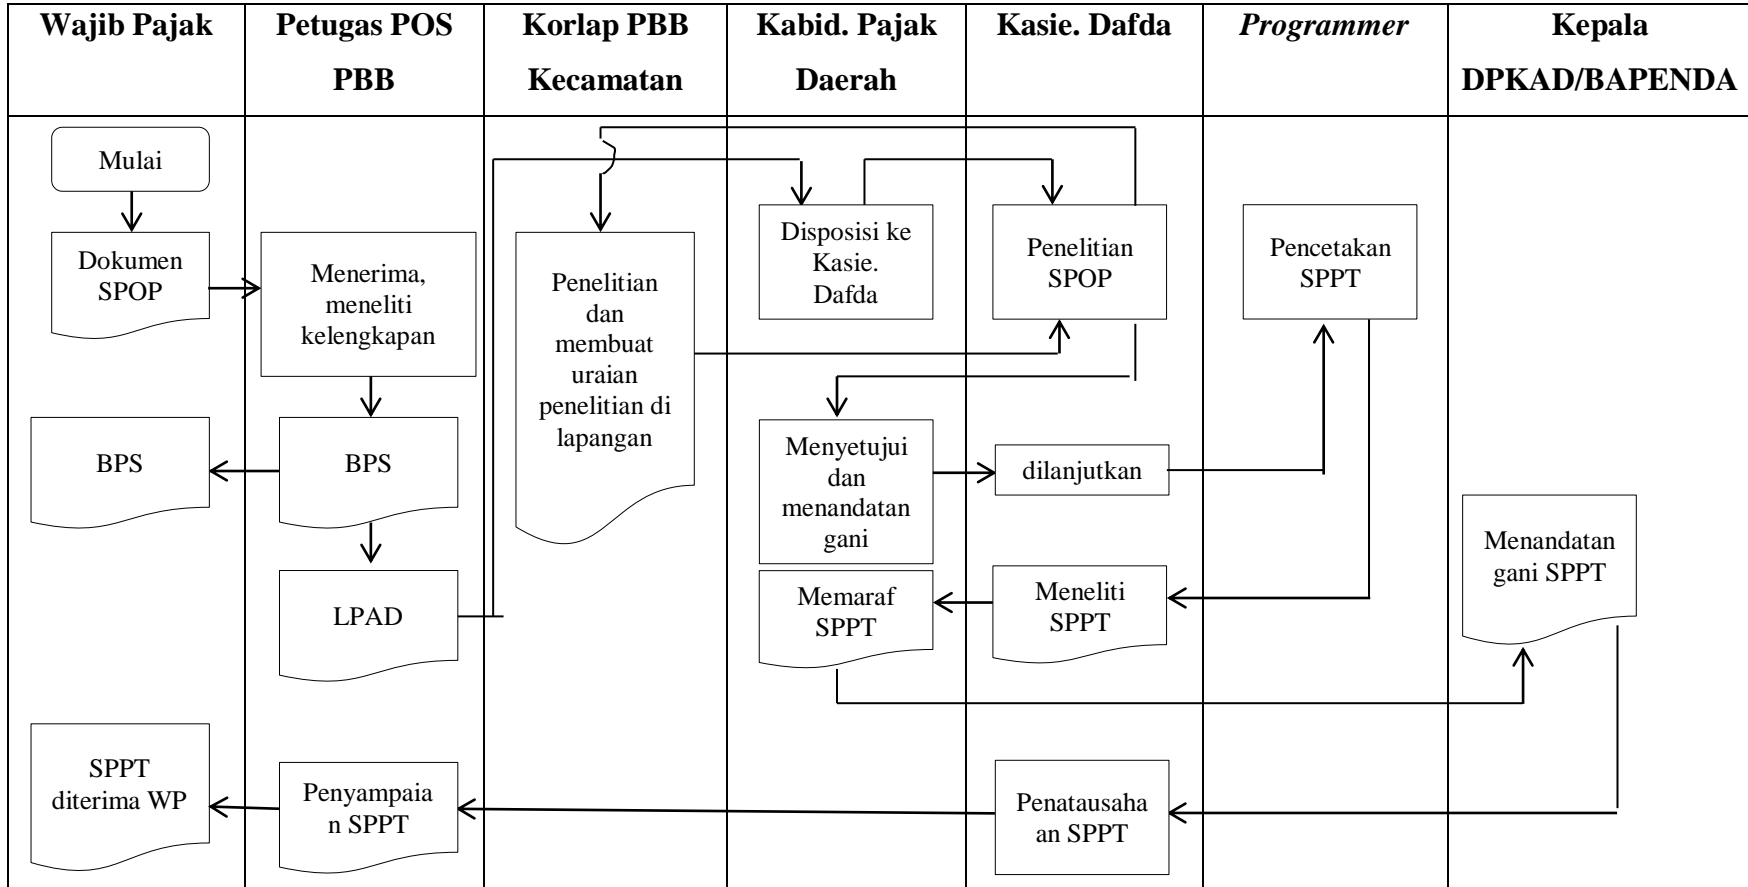 Wajib Pajak
Petugas POS
PBB
Korlap PBB
Kecamatan
Kabid. Pajak
Daerah
Kasie. Dafda
Programmer
Kepala
DPKAD/BAPENDA
Mulai
Dokumen
SPOP
Menerima,
meneliti
kelengkapan
Penelitian
dan
membuat
uraian
penelitian di
lapangan
Disposisi ke
Kasie.
Dafda
Penelitian
SPOP
Pencetakan
SPPT
BPS
BPS
Menyetujui
dan
menandatan
gani
dilanjutkan
Menandatan
gani SPPT
LPAD
Memaraf
SPPT
Meneliti
SPPT
SPPT
diterima WP
Penyampaia
n SPPT
Penatausaha
an SPPT